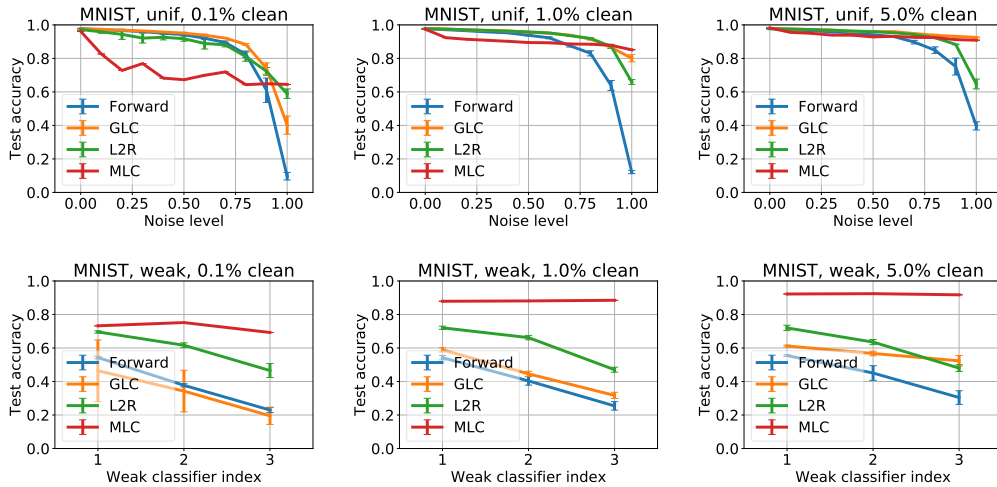 MNIST, unif, 0.1% clean
Test accuracy
1.0
0.8
0.6
0.4
0.2
0.0
Forward
GLC
L2R
MLC
0.00 0.25 0.50 0.75 1.00
Noise level
MNIST, unif, 1.0% clean
Test accuracy
1.0
0.8
0.6
0.4
0.2
0.0
Forward
GLC
L2R
MLC
0.00 0.25 0.50 0.75 1.00
Noise level
MNIST, unif, 5.0% clean
Test accuracy
1.0
0.8
0.6
0.4
0.2
0.0
Forward
GLC
L2R
MLC
0.00 0.25 0.50 0.75 1.00
Noise level
MNIST, weak, 0.1% clean
Test accuracy
1.0
0.8
0.6
0.4
0.2
0.0
Forward
GLC
L2R
MLC
1 2 3
Weak classifier index
MNIST, weak, 1.0% clean
Test accuracy
1.0
0.8
0.6
0.4
0.2
0.0
Forward
GLC
L2R
MLC
1 2 3
Weak classifier index
MNIST, weak, 5.0% clean
Test accuracy
1.0
0.8
0.6
0.4
0.2
0.0
Forward
GLC
L2R
MLC
1 2 3
Weak classifier index